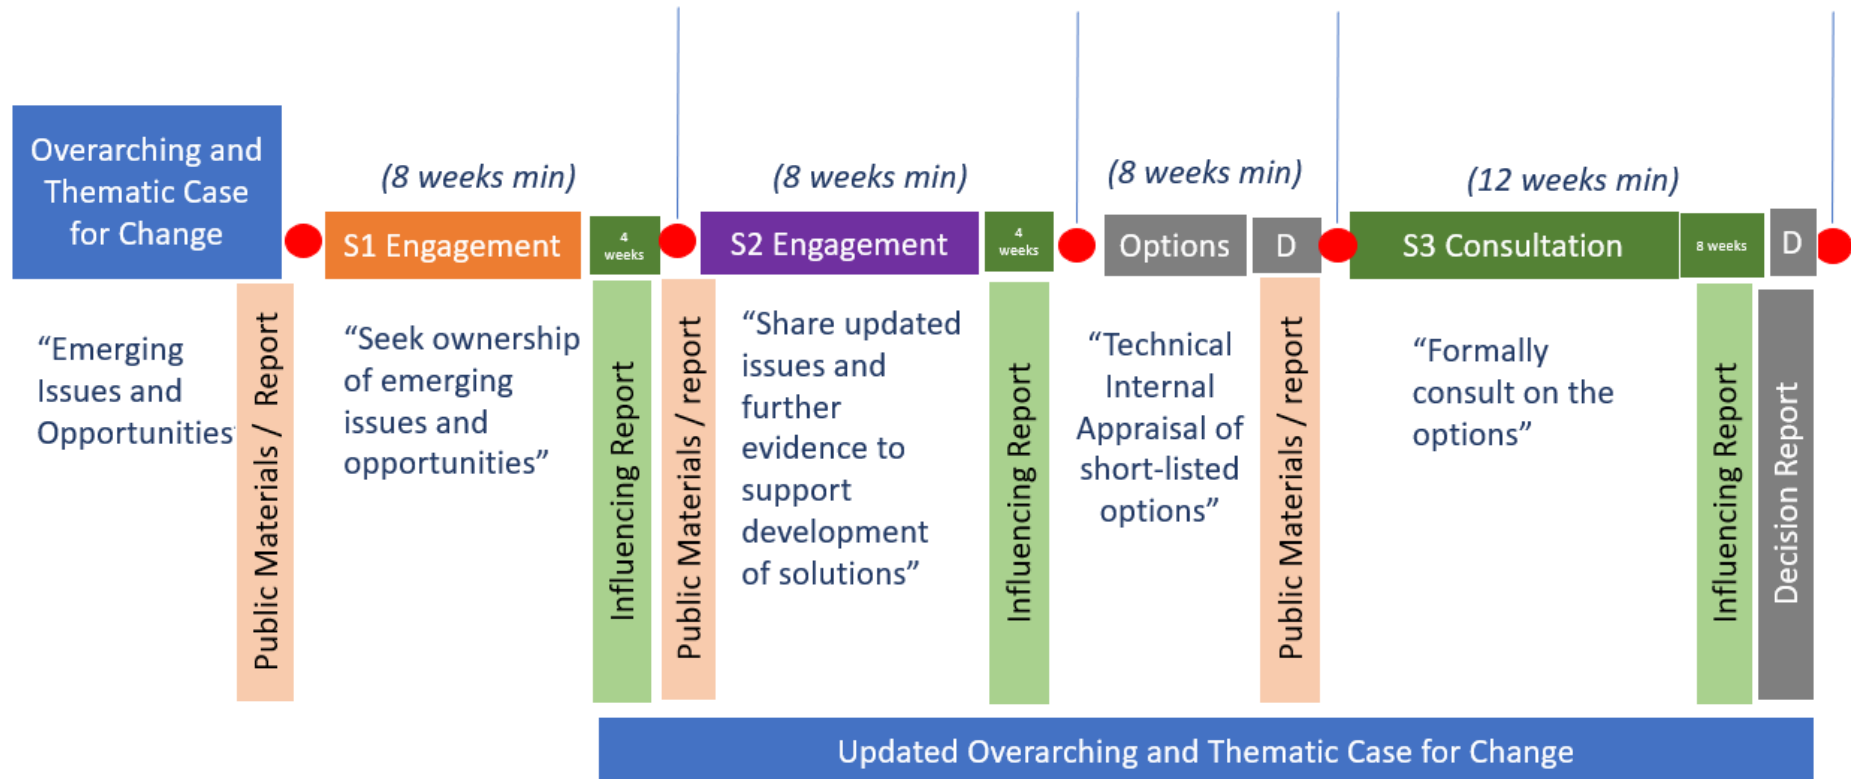 Overarching and
Thematic Case
for Change
(8 weeks min)
(8 weeks min)
(8 weeks min)
(12 weeks min)
S1 Engagement
4
weeks
S2 Engagement
4
weeks
Options
D
S3 Consultation
8 weeks
D
“Emerging
Issues and
Opportunities
Public Materials / Report
“Seek ownership
of emerging
issues and
opportunities”
Influencing Report
Public Materials / report
“Share updated
issues and
further
evidence to
support
development
of solutions”
Influencing Report
“Technical
Internal
Appraisal of
short-listed
options”
Public Materials / report
“Formally
consult on the
options”
Influencing Report
Decision Report
Updated Overarching and Thematic Case for Change